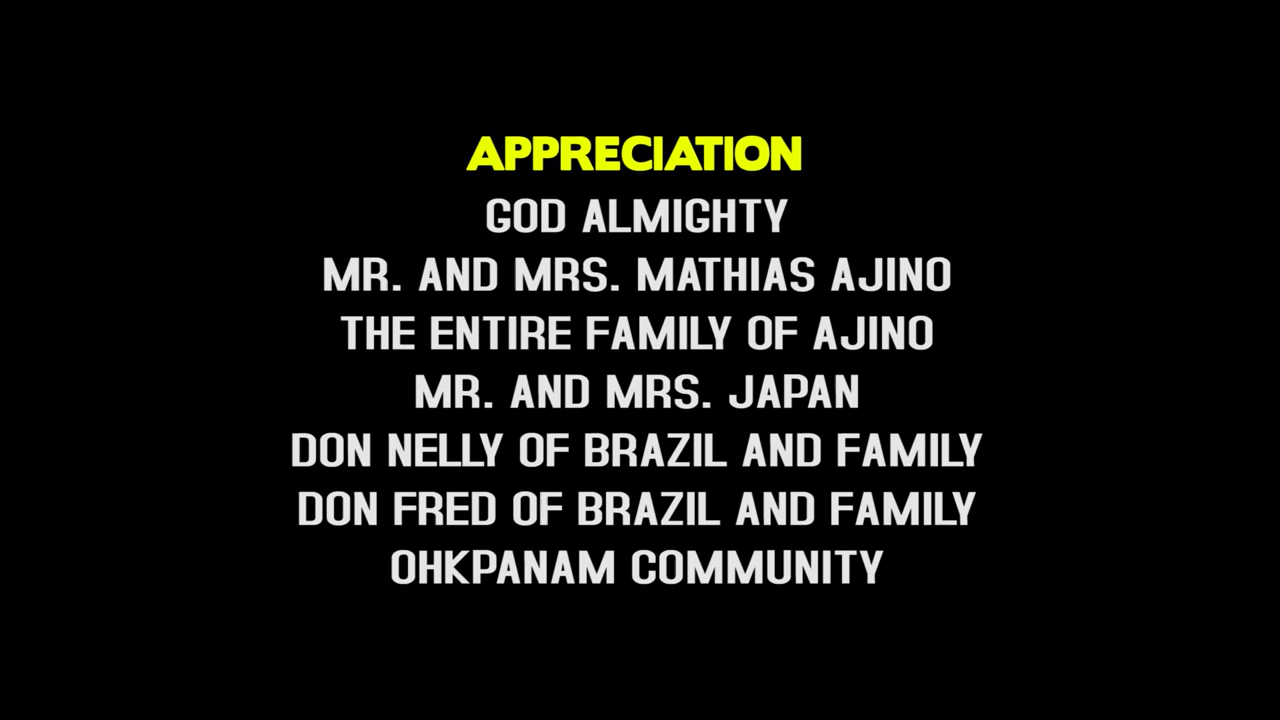 APPRECIATION
GOD ALMIGHTY
MR. AND MRS. MATHIAS AJINO
THE ENTIRE FAMILY OF AJINO
MR. AND MRS. JAPAN
DON NELLY OF BRAZIL AND FAMILY
DON FRED OF BRAZIL AND FAMILY
OHKPANAM COMMUNITY